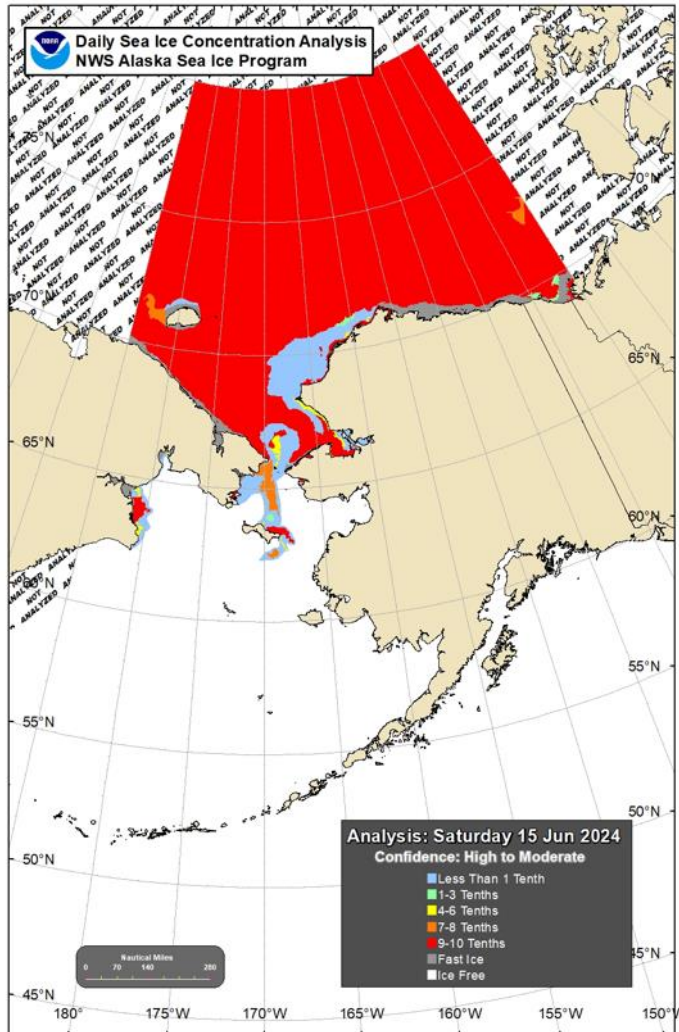 NOAA
Daily Sea Ice Concentration Analysis
NWS Alaska Sea Ice Program
NOT ANALYZED
75°N
70°N
70°N
65°N
65°N
60°N
60°N
55°N
55°N
50°N
50°N
45°N
45°N
180°
175°W
170°W
165°W
160°W
155°W
150°W
Analysis: Saturday 15 Jun 2024
Confidence: High to Moderate
Less Than 1 Tenth
1-3 Tenths
4-6 Tenths
7-8 Tenths
9-10 Tenths
Fast Ice
Ice Free
Nautical Miles
0 70 140 280